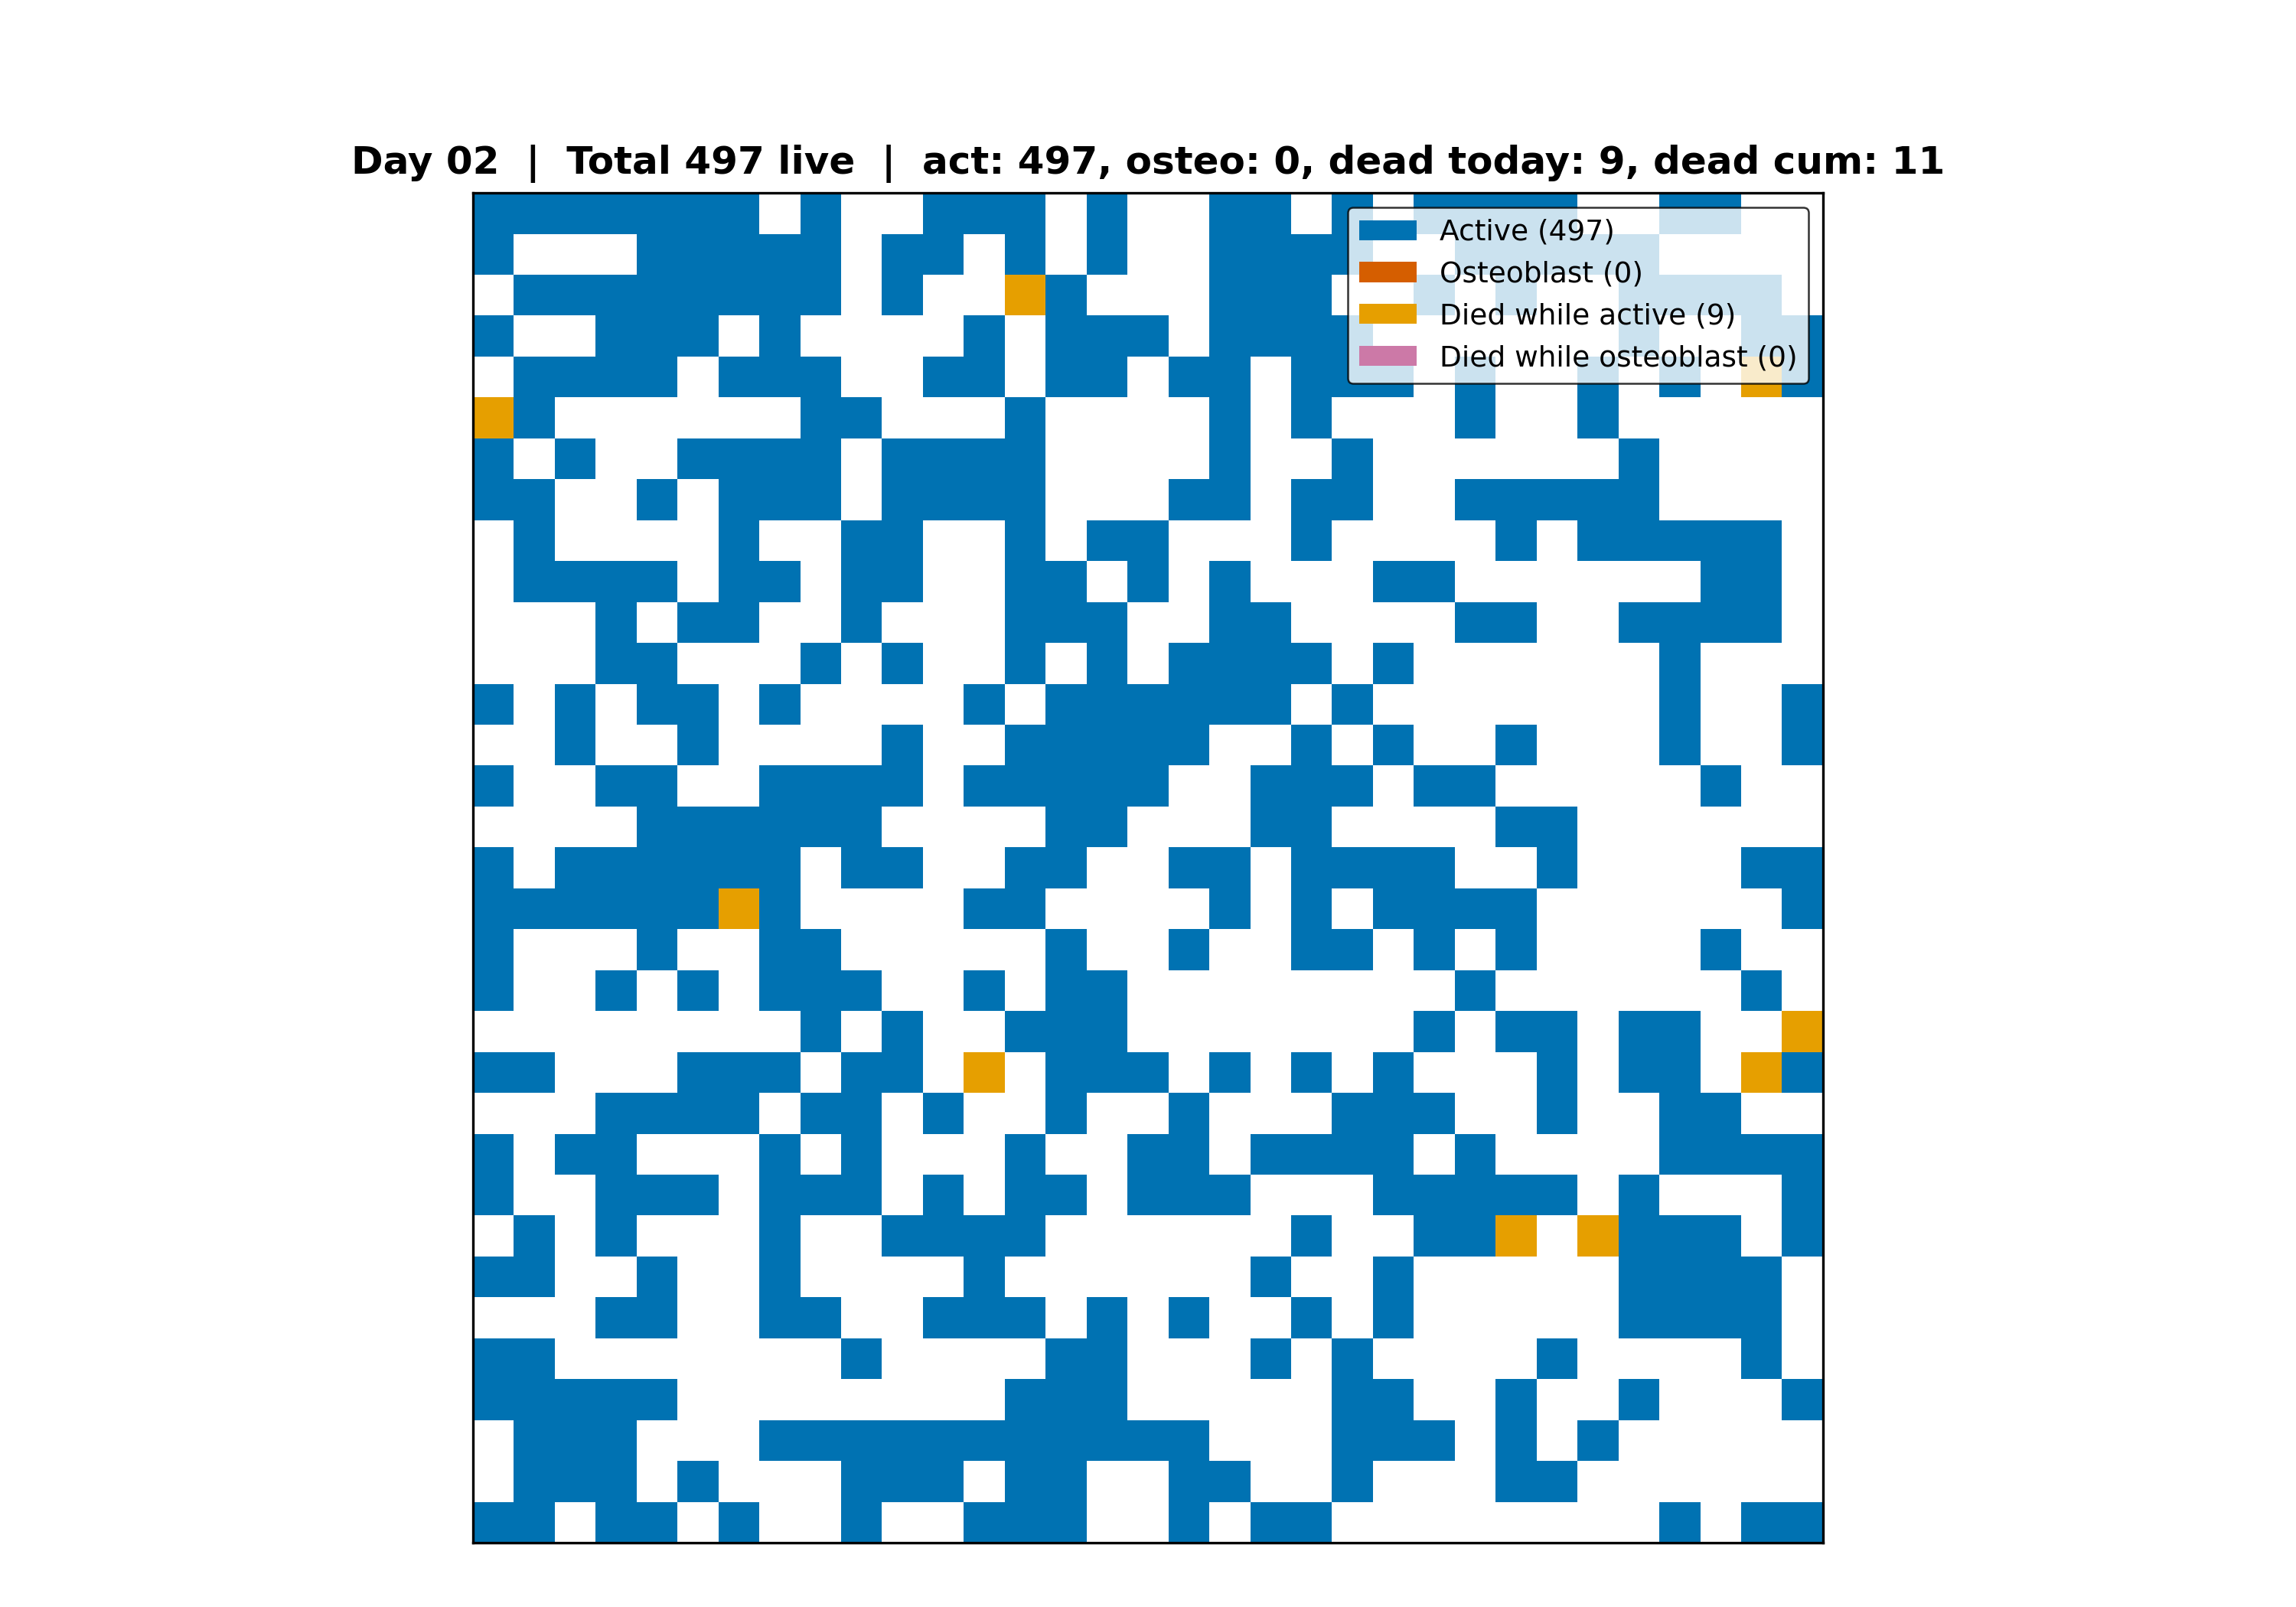 Day 02 | Total 497 live | act: 497, osteo: 0, dead today: 9, dead cum: 11
Active (497)
Osteoblast (0)
Died while active (9)
Died while osteoblast (0)